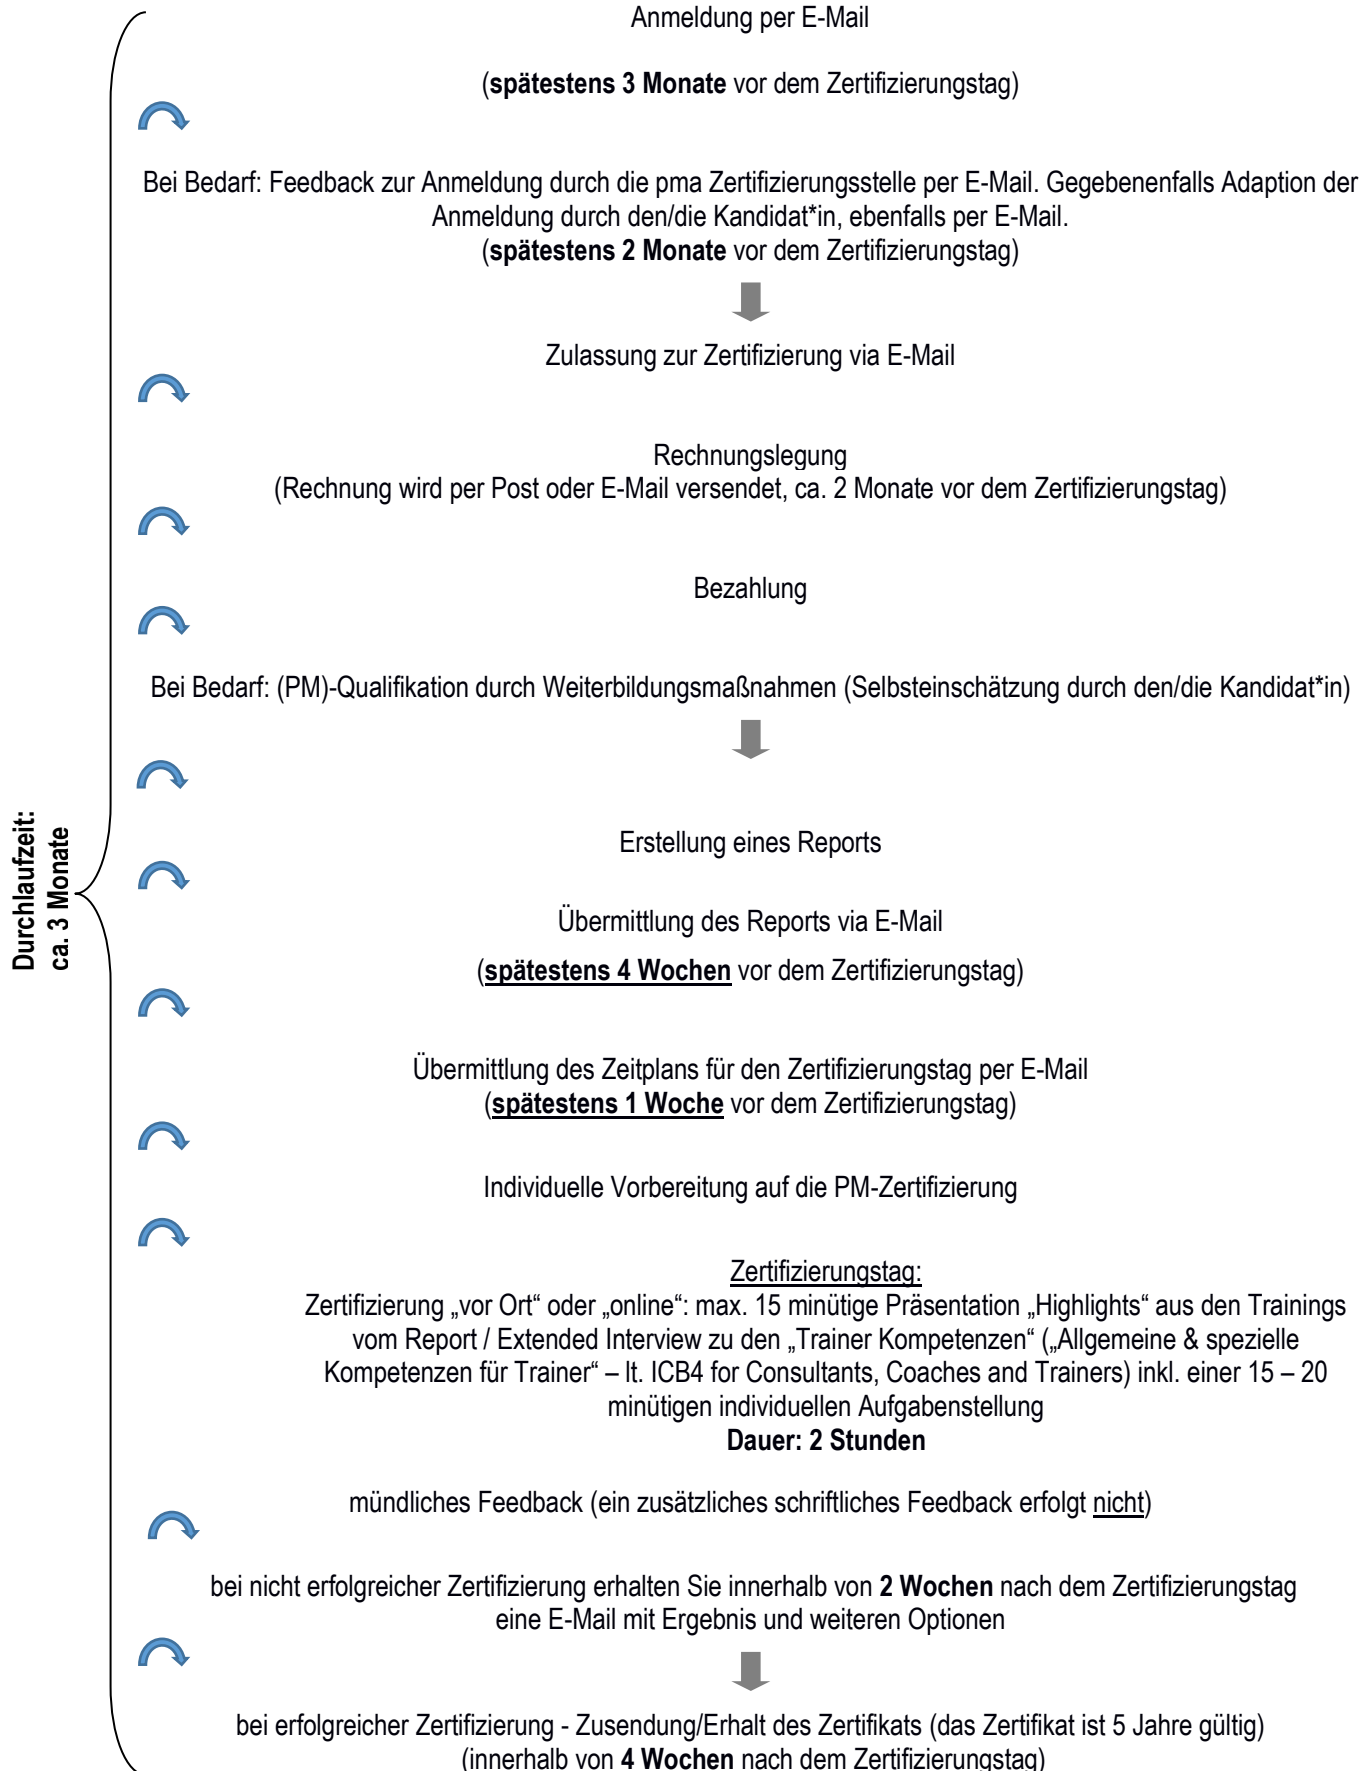 Anmeldung per E-Mail
(spätestens 3 Monate vor dem Zertifizierungstag)
Bei Bedarf: Feedback zur Anmeldung durch die pma Zertifizierungsstelle per E-Mail. Gegebenenfalls Adaption der
Anmeldung durch den/die Kandidat*in, ebenfalls per E-Mail.
(spätestens 2 Monate vor dem Zertifizierungstag)
Zulassung zur Zertifizierung via E-Mail
Rechnungslegung
(Rechnung wird per Post oder E-Mail versendet, ca. 2 Monate vor dem Zertifizierungstag)
Bezahlung
Bei Bedarf: (PM)-Qualifikation durch Weiterbildungsmaßnahmen (Selbsteinschätzung durch den/die Kandidat*in)
Durchlaufzeit:
ca. 3 Monate
Erstellung eines Reports
Übermittlung des Reports via E-Mail
(spätestens 4 Wochen vor dem Zertifizierungstag)
Übermittlung des Zeitplans für den Zertifizierungstag per E-Mail
(spätestens 1 Woche vor dem Zertifizierungstag)
Individuelle Vorbereitung auf die PM-Zertifizierung
Zertifizierungstag:
Zertifizierung „vor Ort“ oder „online“: max. 15 minütige Präsentation „Highlights“ aus den Trainings
vom Report / Extended Interview zu den „Trainer Kompetenzen“ („Allgemeine & spezielle
Kompetenzen für Trainer“ – lt. ICB4 for Consultants, Coaches and Trainers) inkl. einer 15 – 20
minütigen individuellen Aufgabenstellung
Dauer: 2 Stunden
mündliches Feedback (ein zusätzliches schriftliches Feedback erfolgt nicht)
bei nicht erfolgreicher Zertifizierung erhalten Sie innerhalb von 2 Wochen nach dem Zertifizierungstag
eine E-Mail mit Ergebnis und weiteren Optionen
bei erfolgreicher Zertifizierung - Zusendung/Erhalt des Zertifikats (das Zertifikat ist 5 Jahre gültig)
(innerhalb von 4 Wochen nach dem Zertifizierungstag)